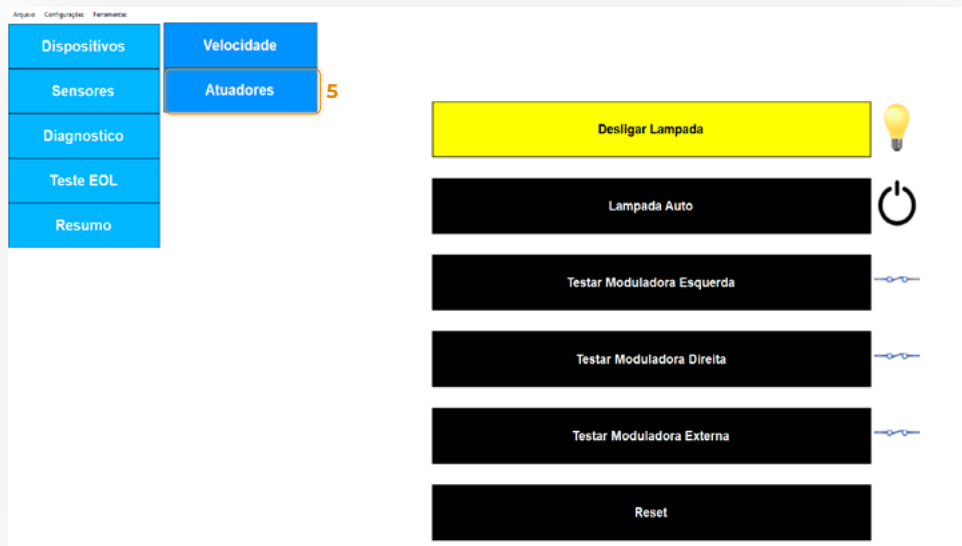 Arquivo Configurações Ferramentas
Dispositivos
Velocidade
Sensores
Atuadores
5
Diagnostico
Teste EOL
Resumo
Desligar Lampada
Lampada Auto
Testar Moduladora Esquerda
Testar Moduladora Direita
Testar Moduladora Externa
Reset